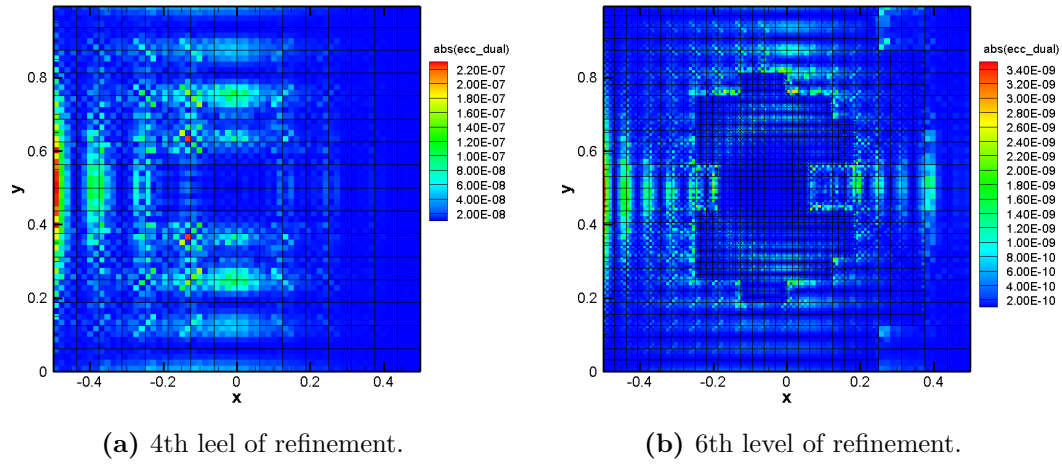 abs(ecc_dual)
2.20E-07
2.00E-07
1.80E-07
1.60E-07
1.40E-07
1.20E-07
1.00E-07
8.00E-08
6.00E-08
4.00E-08
2.00E-08
0.8
0.6
0.4
0.2
0
y
-0.4
-0.2
0
0.2
0.4
x
abs(ecc_dual)
3.40E-09
3.20E-09
3.00E-09
2.80E-09
2.60E-09
2.40E-09
2.20E-09
2.00E-09
1.80E-09
1.60E-09
1.40E-09
1.20E-09
1.00E-09
8.00E-10
6.00E-10
4.00E-10
2.00E-10
0.8
0.6
0.4
0.2
0
y
-0.4
-0.2
0
0.2
0.4
x
(a) 4th leel of refinement.
(b) 6th level of refinement.